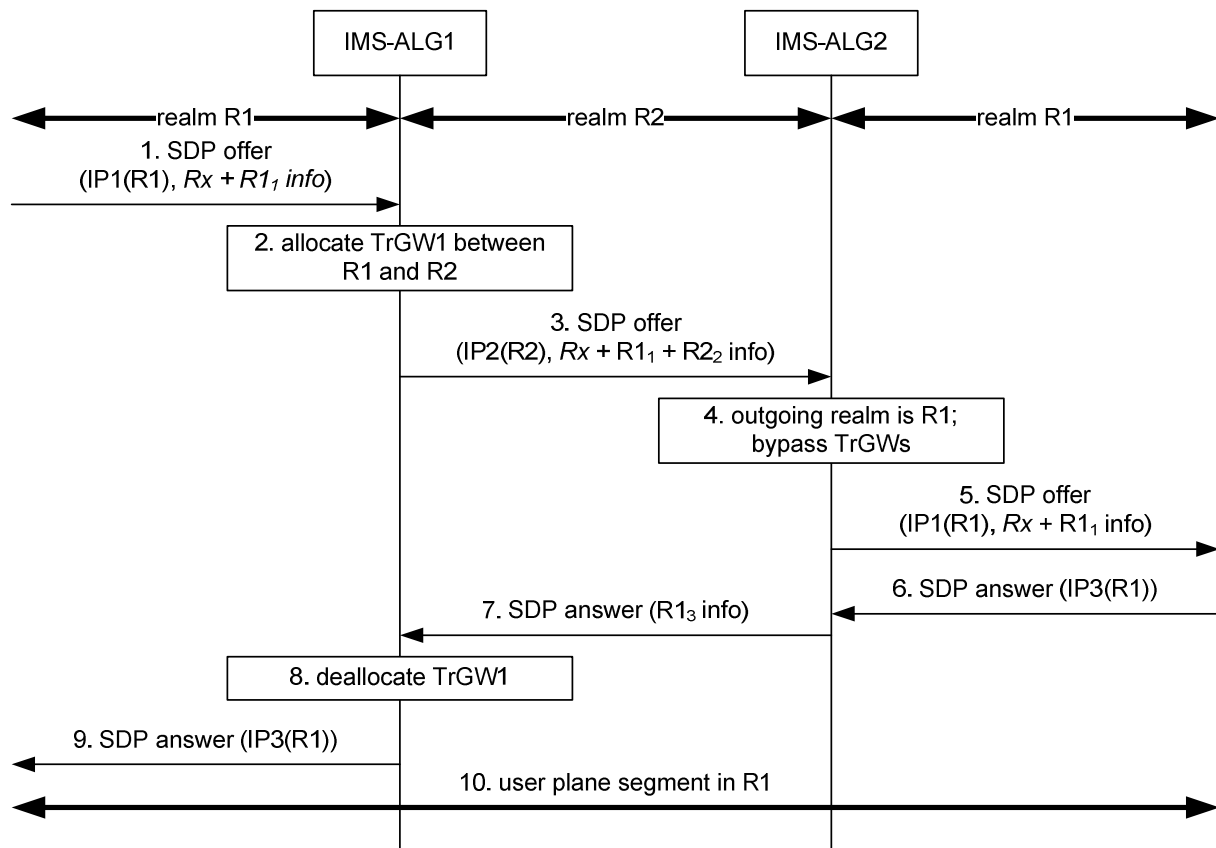 IMS-ALG1
IMS-ALG2
realm R1
realm R2
realm R1
1. SDP offer
(IP1(R1), Rx + R1₁ info)
2. allocate TrGW1 between
R1 and R2
3. SDP offer
(IP2(R2), Rx + R1₁ + R2₂ info)
4. outgoing realm is R1;
bypass TrGWs
5. SDP offer
(IP1(R1), Rx + R1₁ info)
6. SDP answer (IP3(R1))
7. SDP answer (R1₃ info)
8. deallocate TrGW1
9. SDP answer (IP3(R1))
10. user plane segment in R1